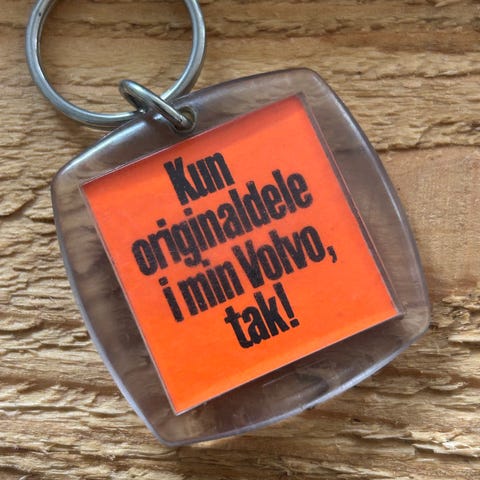 Kun
originaldele
i min Volvo,
tak!